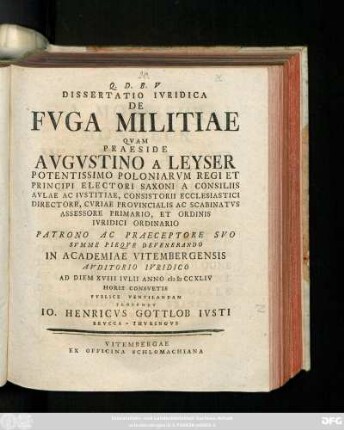 Q. D. B. V
DISSERTATIO IVRIDICA
DE
FVGA MILITIAE
QVAM
PRAESIDE
AVGVSTINO A LEYSER
POTENTISSIMO POLONIARVM REGI ET
PRINCIPI ELECTORI SAXONI A CONSILIIS
AVLAE AC IVSTITIAE, CONSISTORII ECCLESIASTICI
DIRECTORE, CVRIAE PROVINCIALIS AC SCABINATVS
ASSESSORE PRIMARIO, ET ORDINIS
IVRIDICI ORDINARIO
PATRONO AC PRAECEPTORE SVO
SVMME PIEQVE DEVENERANDO
IN ACADEMIAE VITEMBERGENSIS
AVDITORIO IVRIDICO
AD DIEM XVIII IVLII ANNO CIↃIↃCCXLIV
HORIS CONSVETIS
PVBLICE VENTILANDAM
IO. HENRICVS GOTTLOB IVSTI
BRVCCA-THVRINGVS
VITEMBERGAE
EX OFFICINA SCHLOMACHIANA
DFG